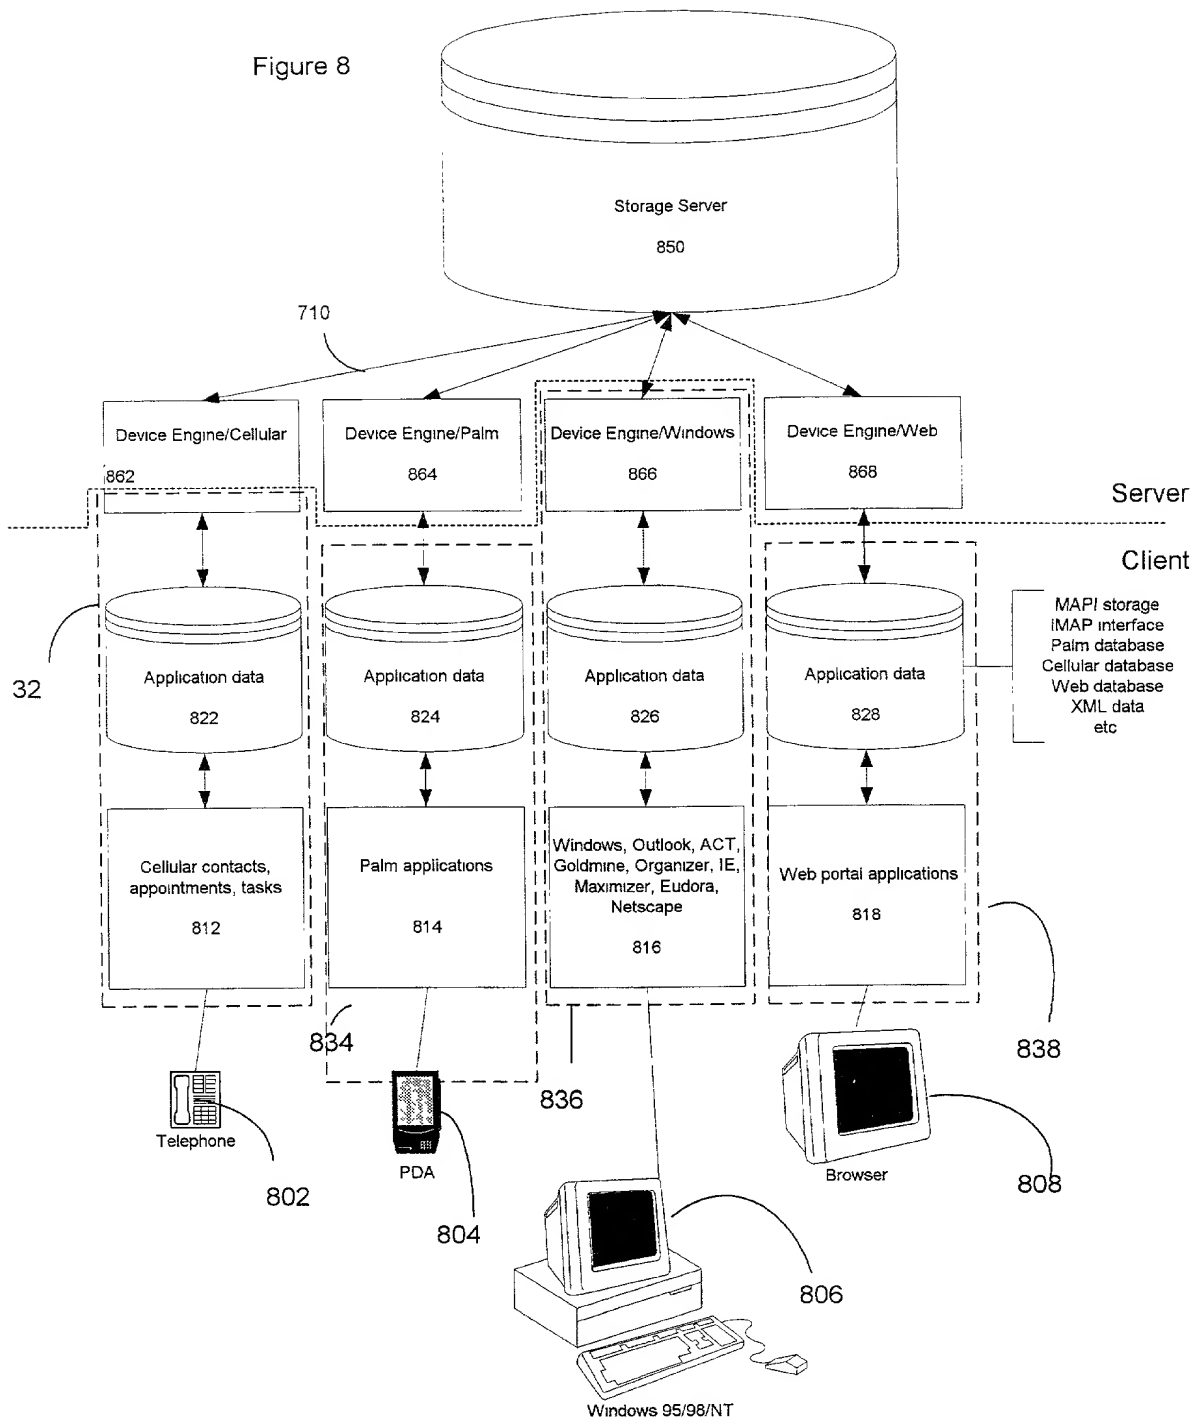 Figure 8
Storage Server
850
710
Device Engine/Cellular
862
Device Engine/Palm
864
Device Engine/Windows
866
Device Engine/Web
868
Server
Client
32
Application data
822
Application data
824
Application data
826
Application data
828
MAPI storage
IMAP interface
Palm database
Cellular database
Web database
XML data
etc
Cellular contacts,
appointments, tasks
812
Palm applications
814
Windows, Outlook, ACT,
Goldmine, Organizer, IE,
Maximizer, Eudora,
Netscape
816
Web portal applications
818
834
836
838
Telephone
802
PDA
804
Browser
808
806
Windows 95/98/NT